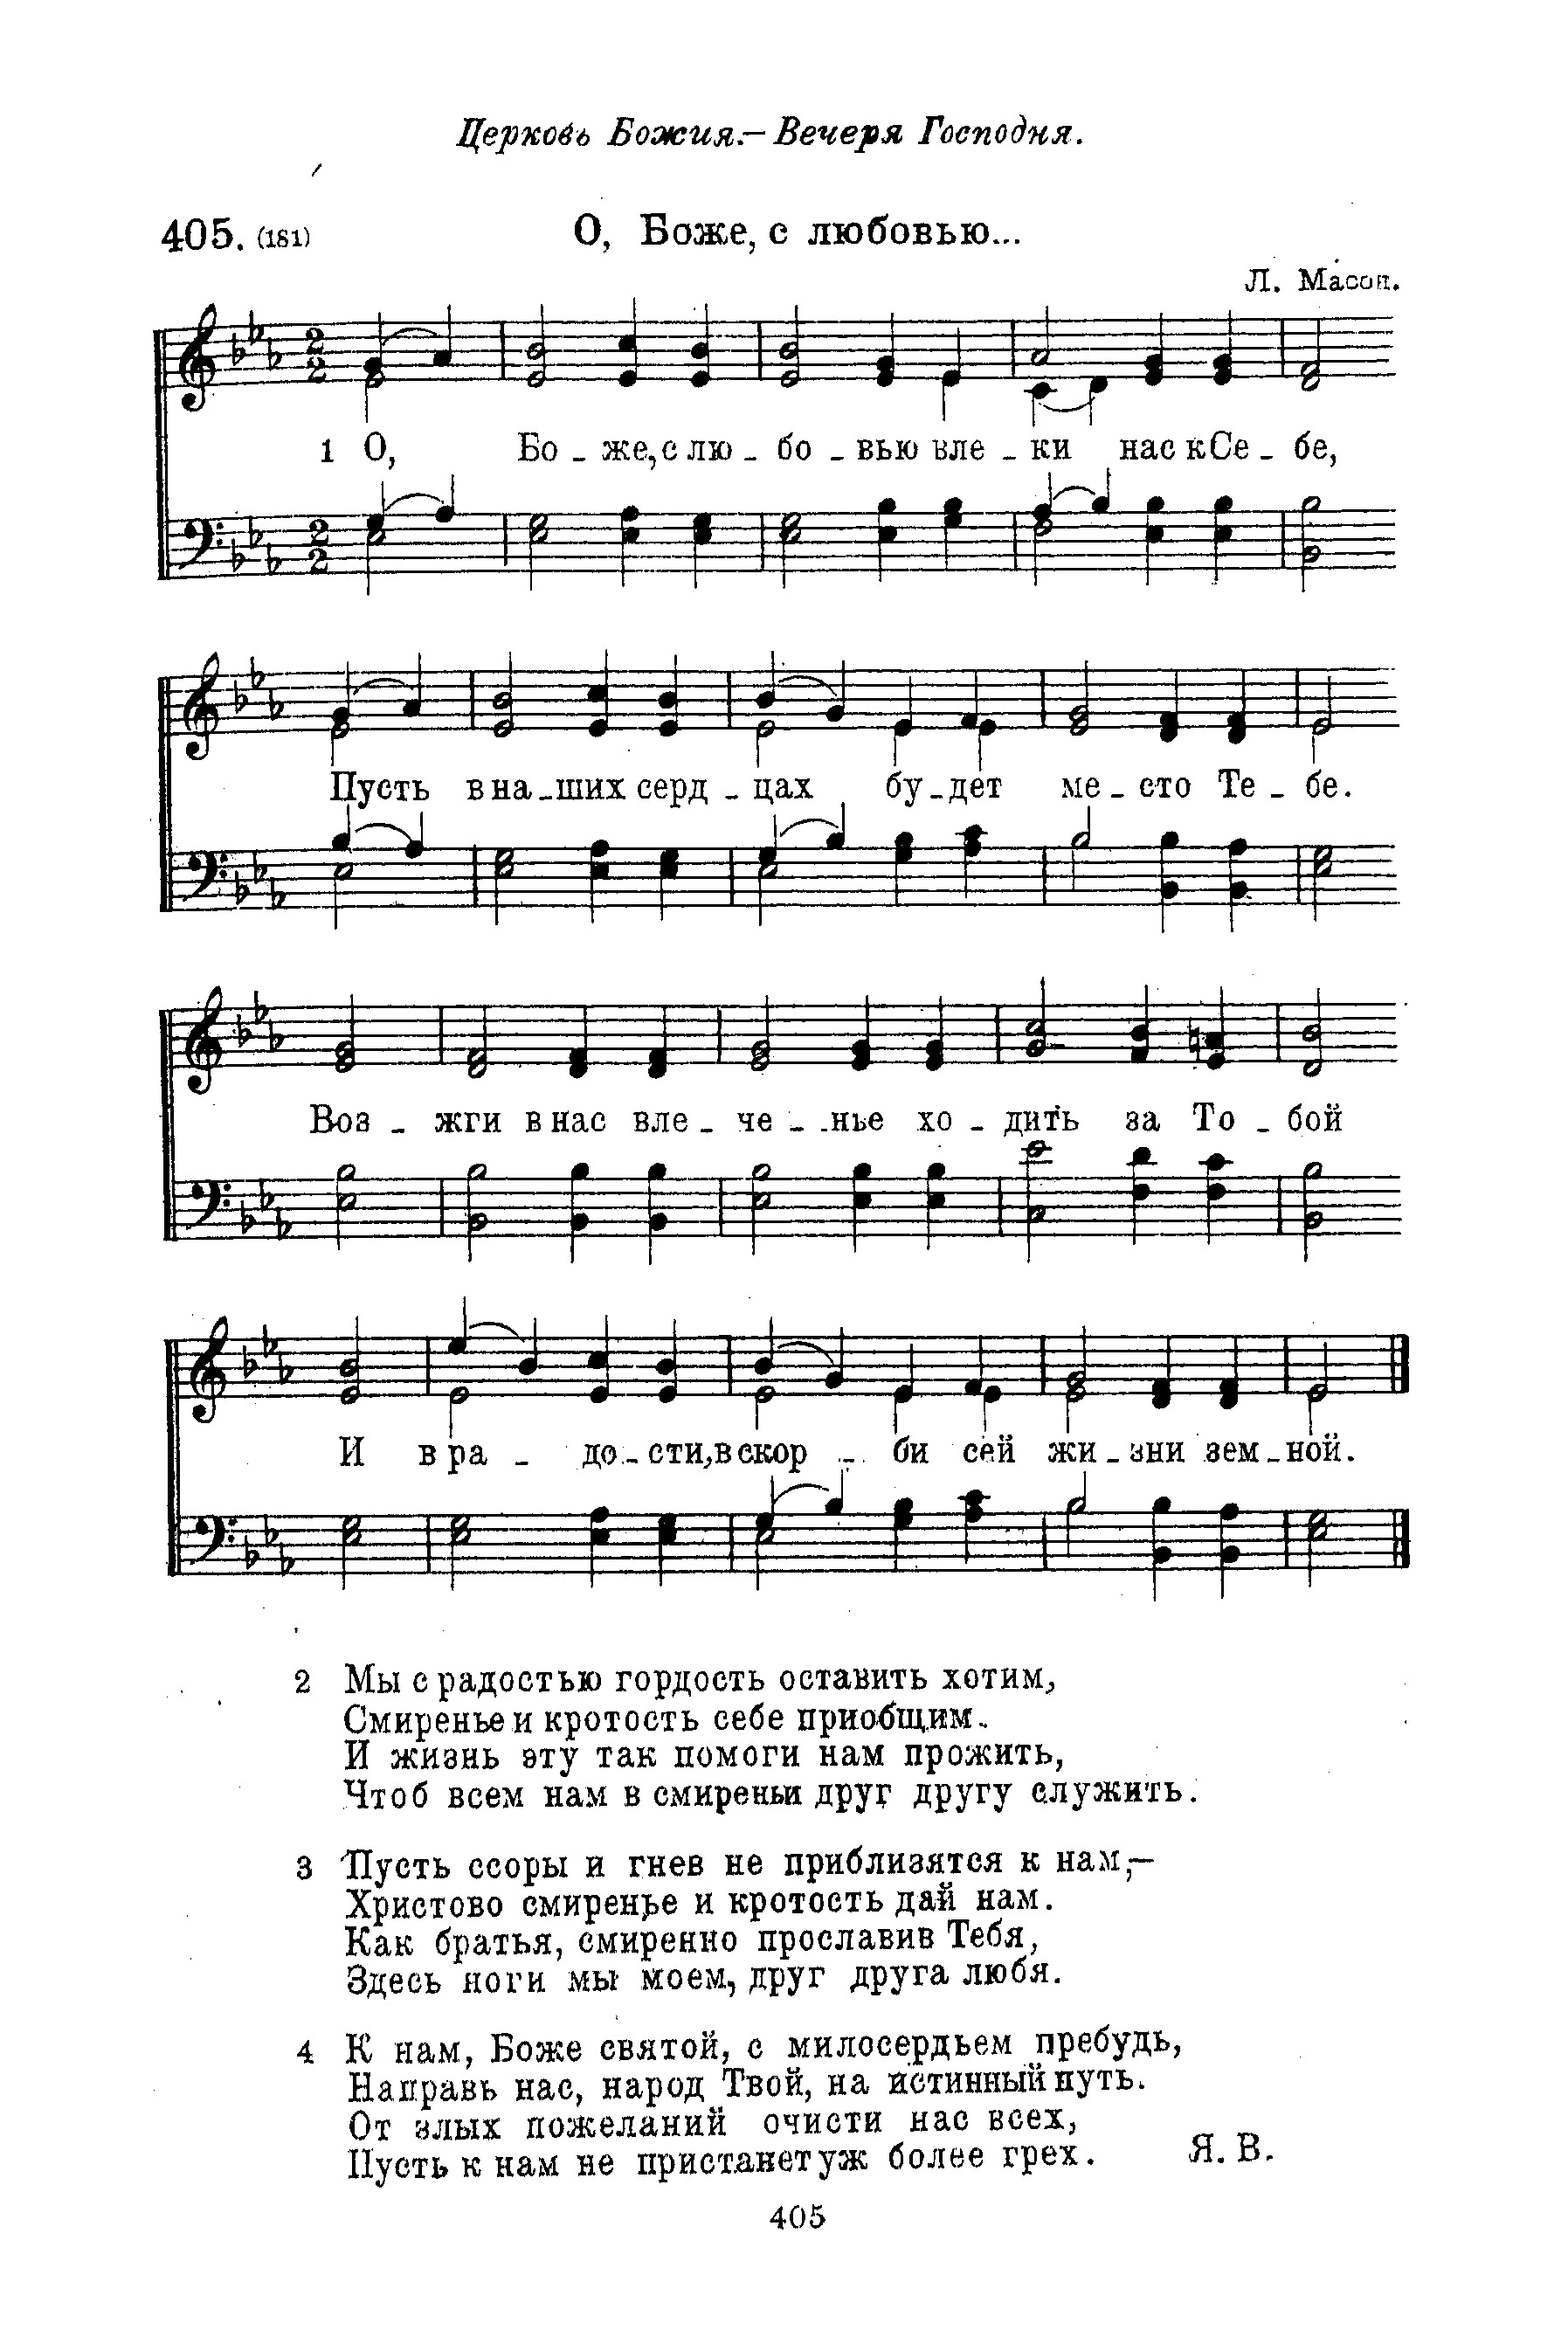 Церковь Божия.— Вечеря Господня.
405. (181)
О, Боже, с любовью...
Л. Масон.
1 О, Бо - же, с лю - бо - вью вле - ки нас к Се - бе,
Пусть в на - ших серд - цах бу - дет ме - сто Те - бе.
Воз - жги в нас вле - че - нье хо - дить за То - бой
И в ра - до - сти, в скор - би сей жи - зни зем - ной.
2 Мы с радостью гордость оставить хотим,
Смиренье и кротость себе приобщим.
И жизнь эту так помоги нам прожить,
Чтоб всем нам в смиреньи друг другу служить.
3 Пусть ссоры и гнев не приблизятся к нам,—
Христово смиренье и кротость дай нам.
Как братья, смиренно прославив Тебя,
Здесь ноги мы моем, друг друга любя.
4 К нам, Боже святой, с милосердьем пребудь,
Направь нас, народ Твой, на истинный путь.
От злых пожеланий очисти нас всех,
Пусть к нам не пристанет уж более грех.
Я. В.
405